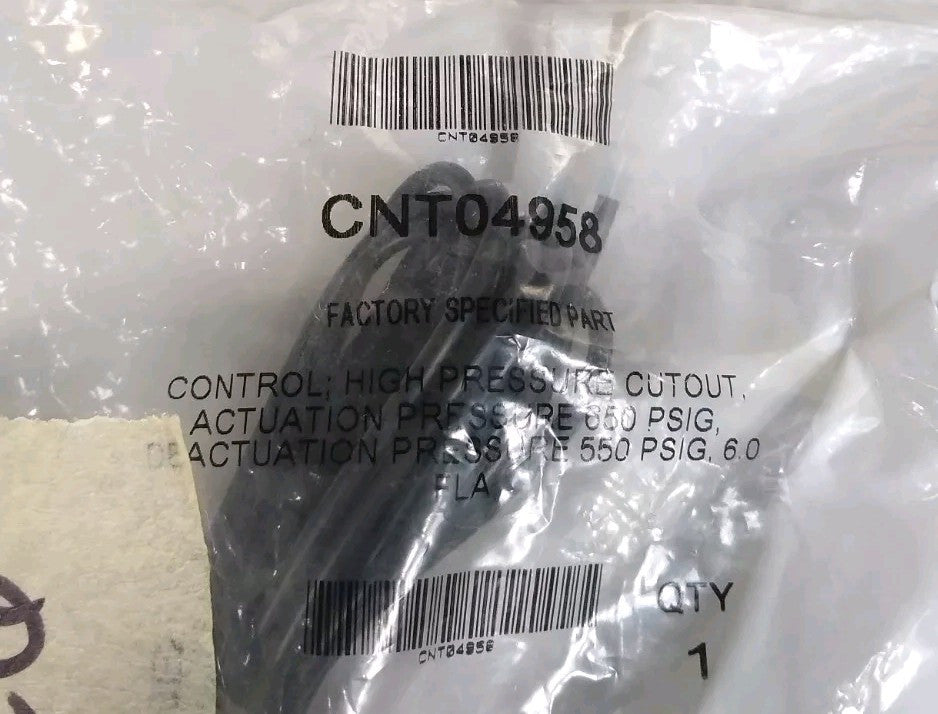 CNT04958
CNT04958
FACTORY SPECIFIED PART
CONTROL; HIGH PRESSURE CUTOUT,
ACTUATION PRESSURE 650 PSIG,
DEACTUATION PRESSURE 550 PSIG, 6.0
FLA
CNT04958
QTY
1